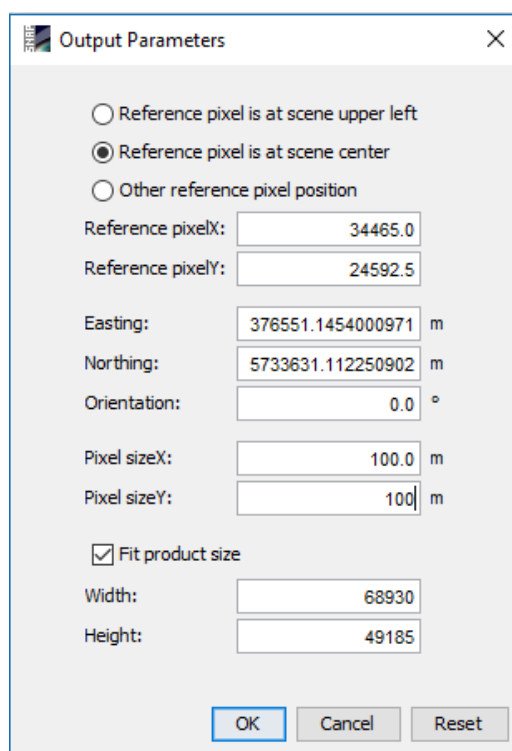 SNAP
Output Parameters
Reference pixel is at scene upper left
Reference pixel is at scene center
Other reference pixel position
Reference pixelX: 34465.0
Reference pixelY: 24592.5
Easting: 376551.1454000971 m
Northing: 5733631.112250902 m
Orientation: 0.0 °
Pixel sizeX: 100.0 m
Pixel sizeY: 100 m
Fit product size
Width: 68930
Height: 49185
OK Cancel Reset